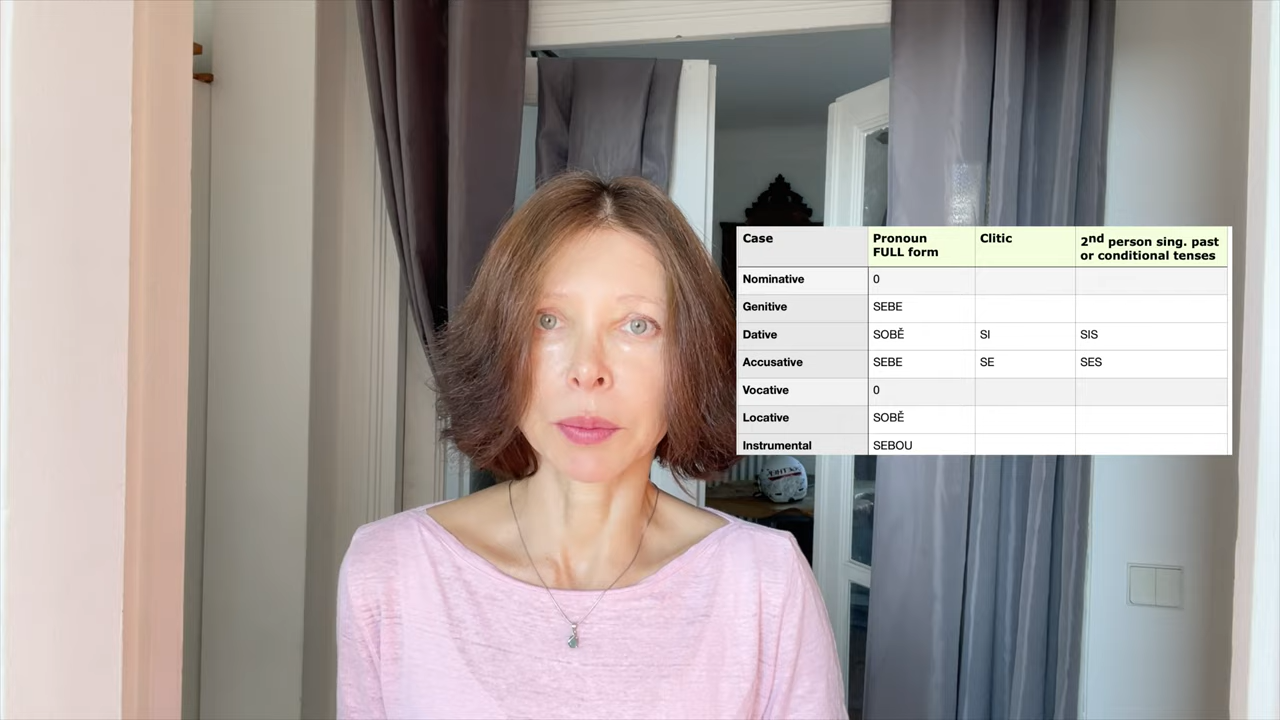 Case Pronoun FULL form Clitic 2nd person sing. past or conditional tenses
Nominative 0
Genitive SEBE
Dative SOBĚ SI SIS
Accusative SEBE SE SES
Vocative 0
Locative SOBĚ
Instrumental SEBOU